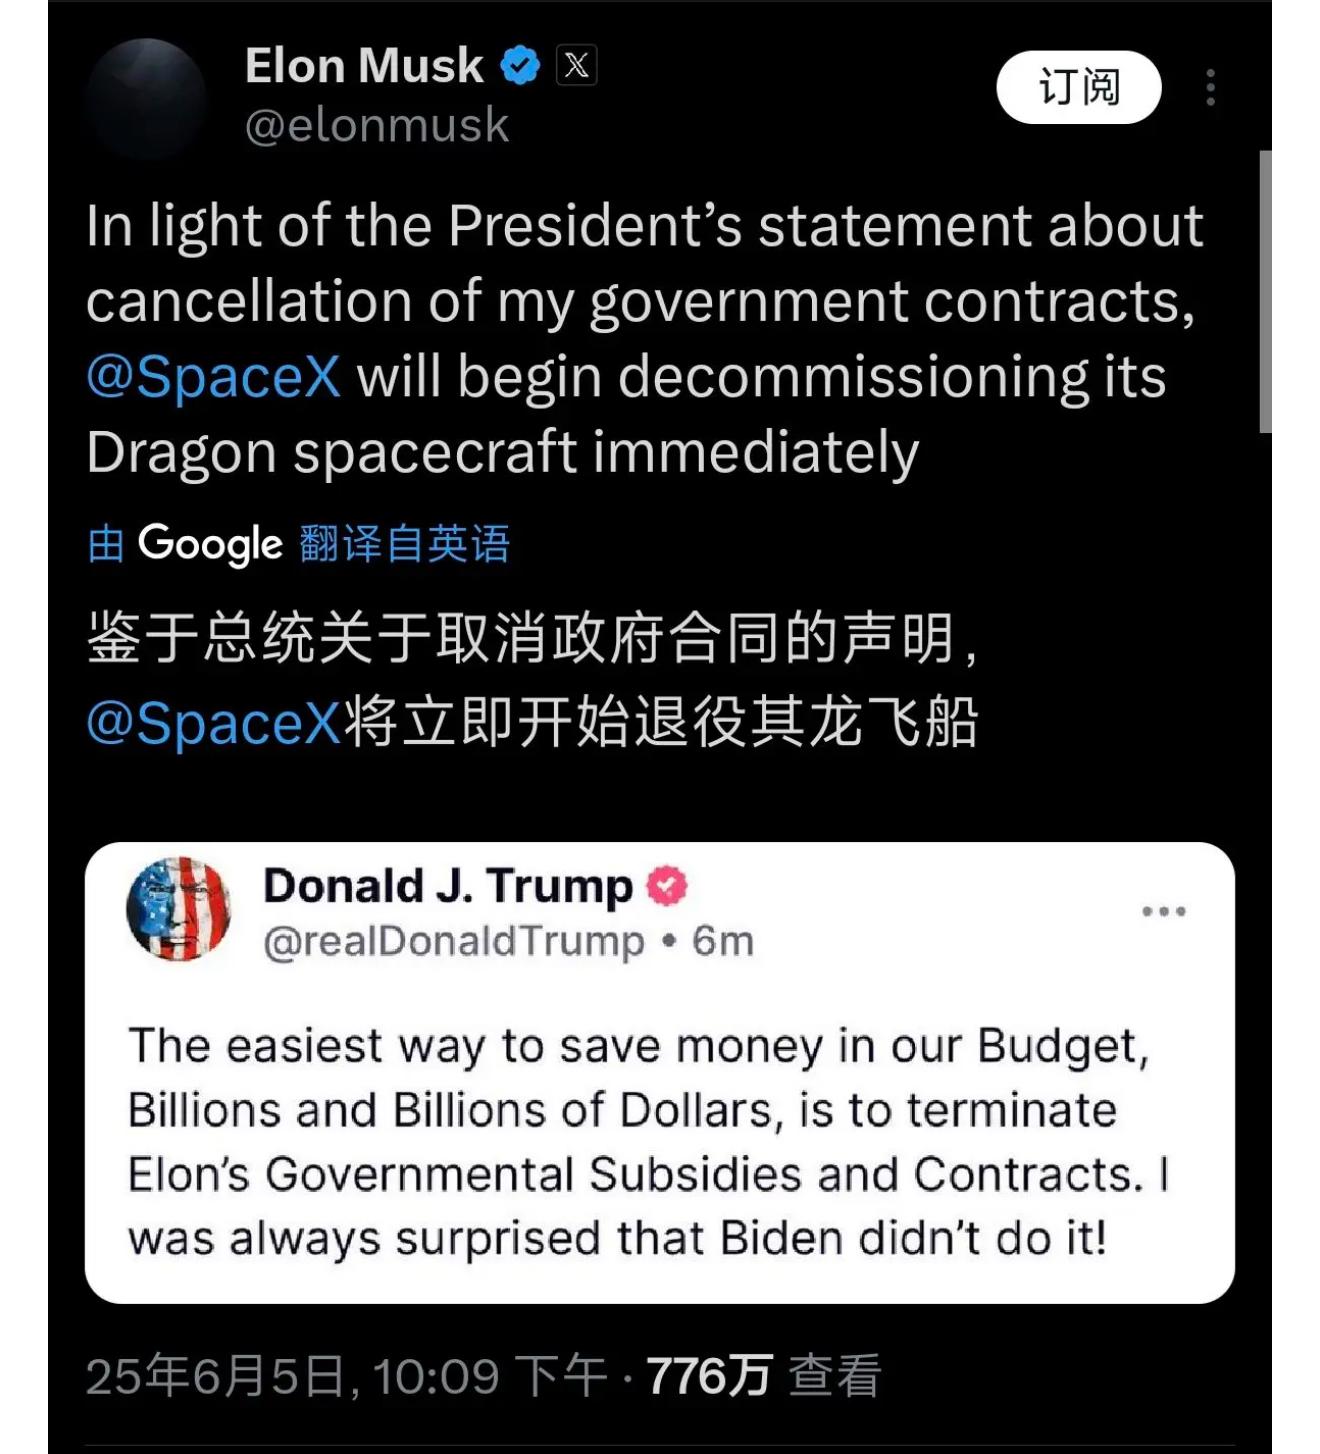 Elon Musk
@elonmusk
订阅
In light of the President’s statement about
cancellation of my government contracts,
@SpaceX will begin decommissioning its
Dragon spacecraft immediately
由 Google 翻译自英语
鉴于总统关于取消政府合同的声明，
@SpaceX将立即开始退役其龙飞船
Donald J. Trump
@realDonaldTrump • 6m
The easiest way to save money in our Budget,
Billions and Billions of Dollars, is to terminate
Elon’s Governmental Subsidies and Contracts. I
was always surprised that Biden didn’t do it!
25年6月5日, 10:09 下午 · 776万 查看